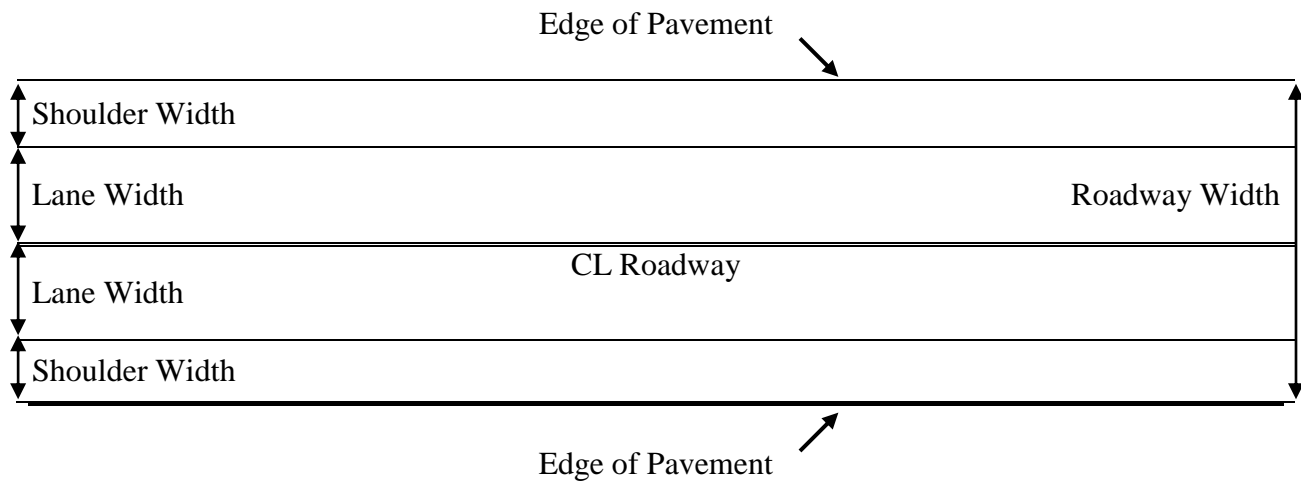 Edge of Pavement
Shoulder Width
Lane Width
Roadway Width
CL Roadway
Lane Width
Shoulder Width
Edge of Pavement